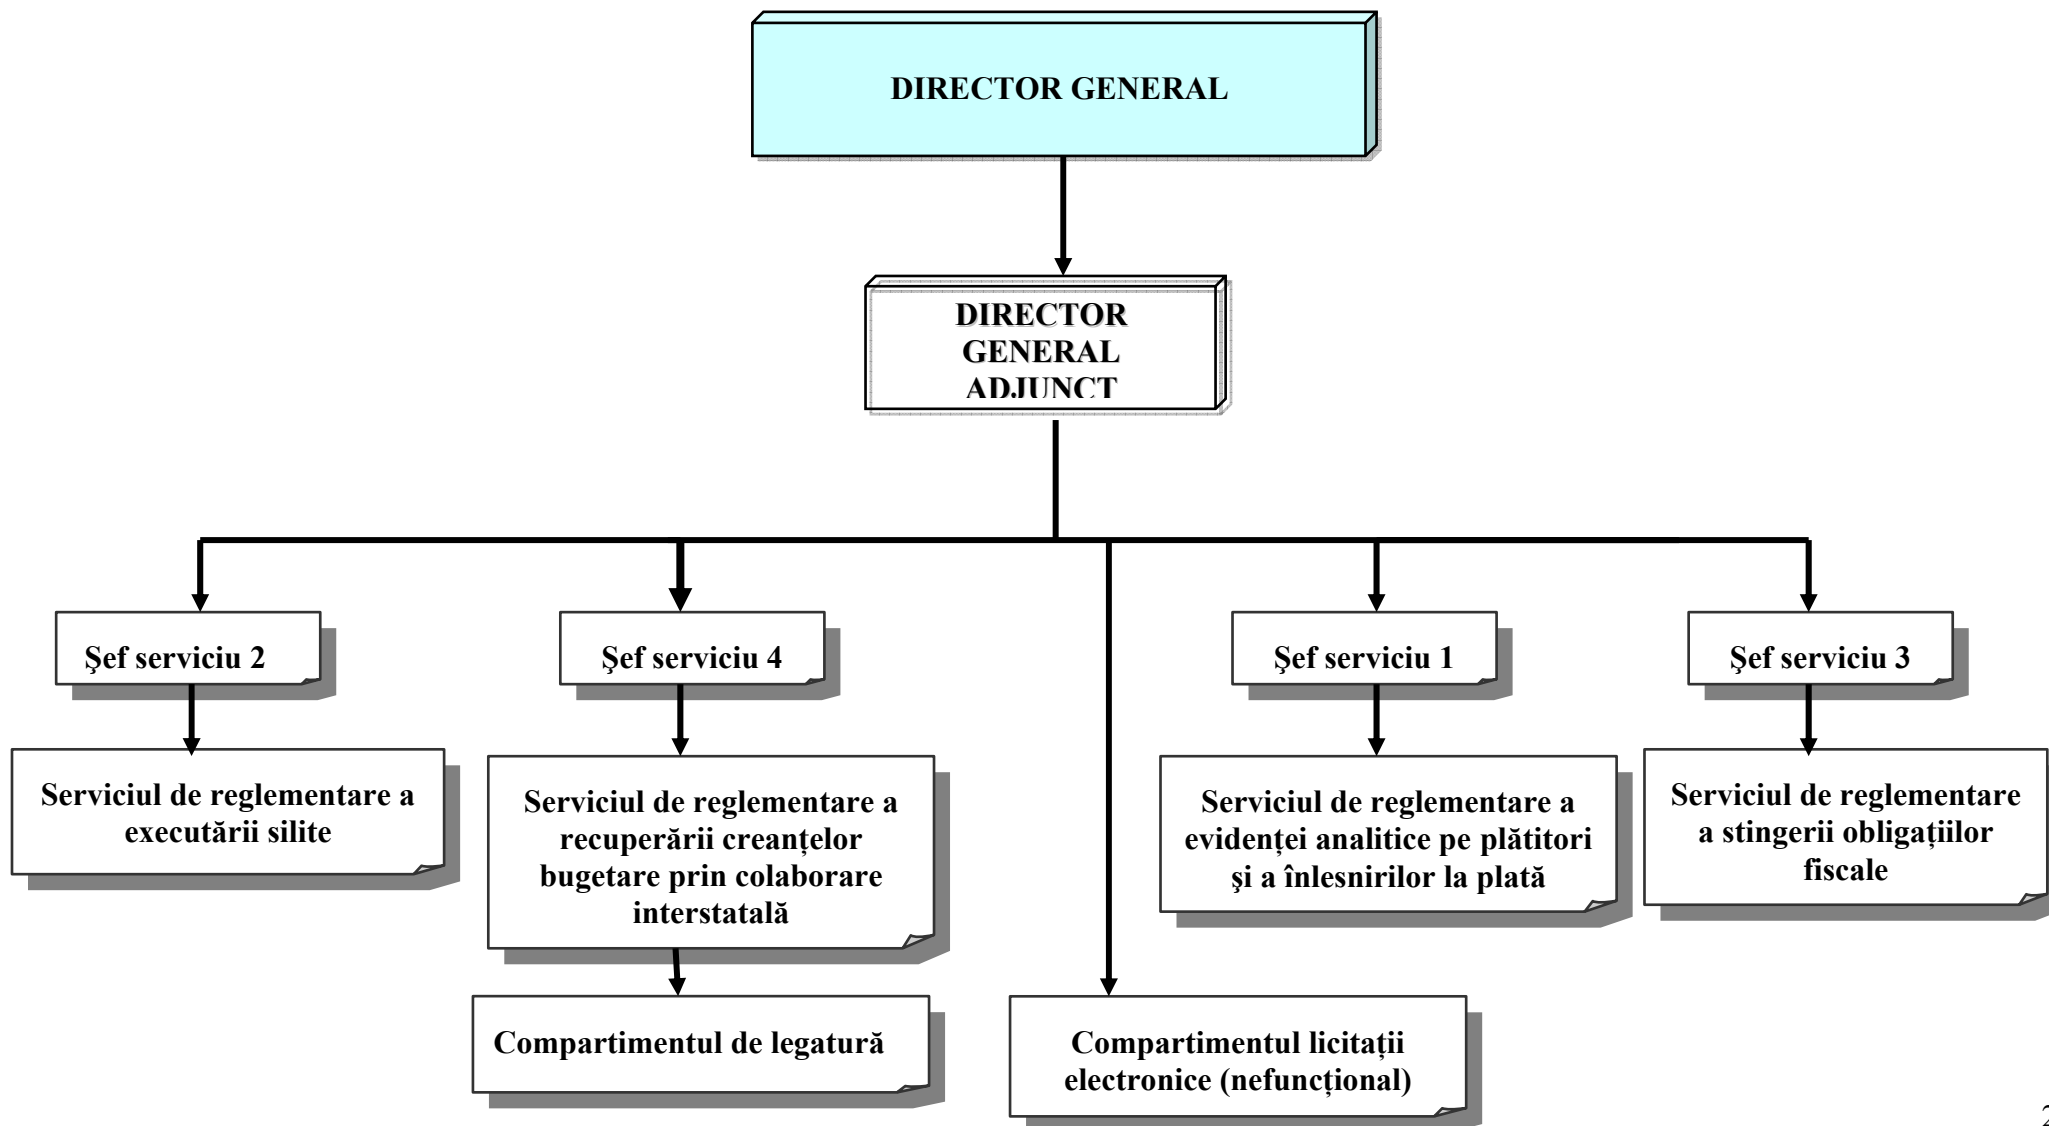 DIRECTOR GENERAL
DIRECTOR
GENERAL
ADJUNCT
Şef serviciu 2
Şef serviciu 4
Şef serviciu 1
Şef serviciu 3
Serviciul de reglementare a
executării silite
Serviciul de reglementare a
recuperării creanțelor
bugetare prin colaborare
interstatală
Serviciul de reglementare a
evidenței analitice pe plătitori
şi a înlesnirilor la plată
Serviciul de reglementare
a stingerii obligațiilor
fiscale
Compartimentul de legatură
Compartimentul licitații
electronice (nefuncțional)
2